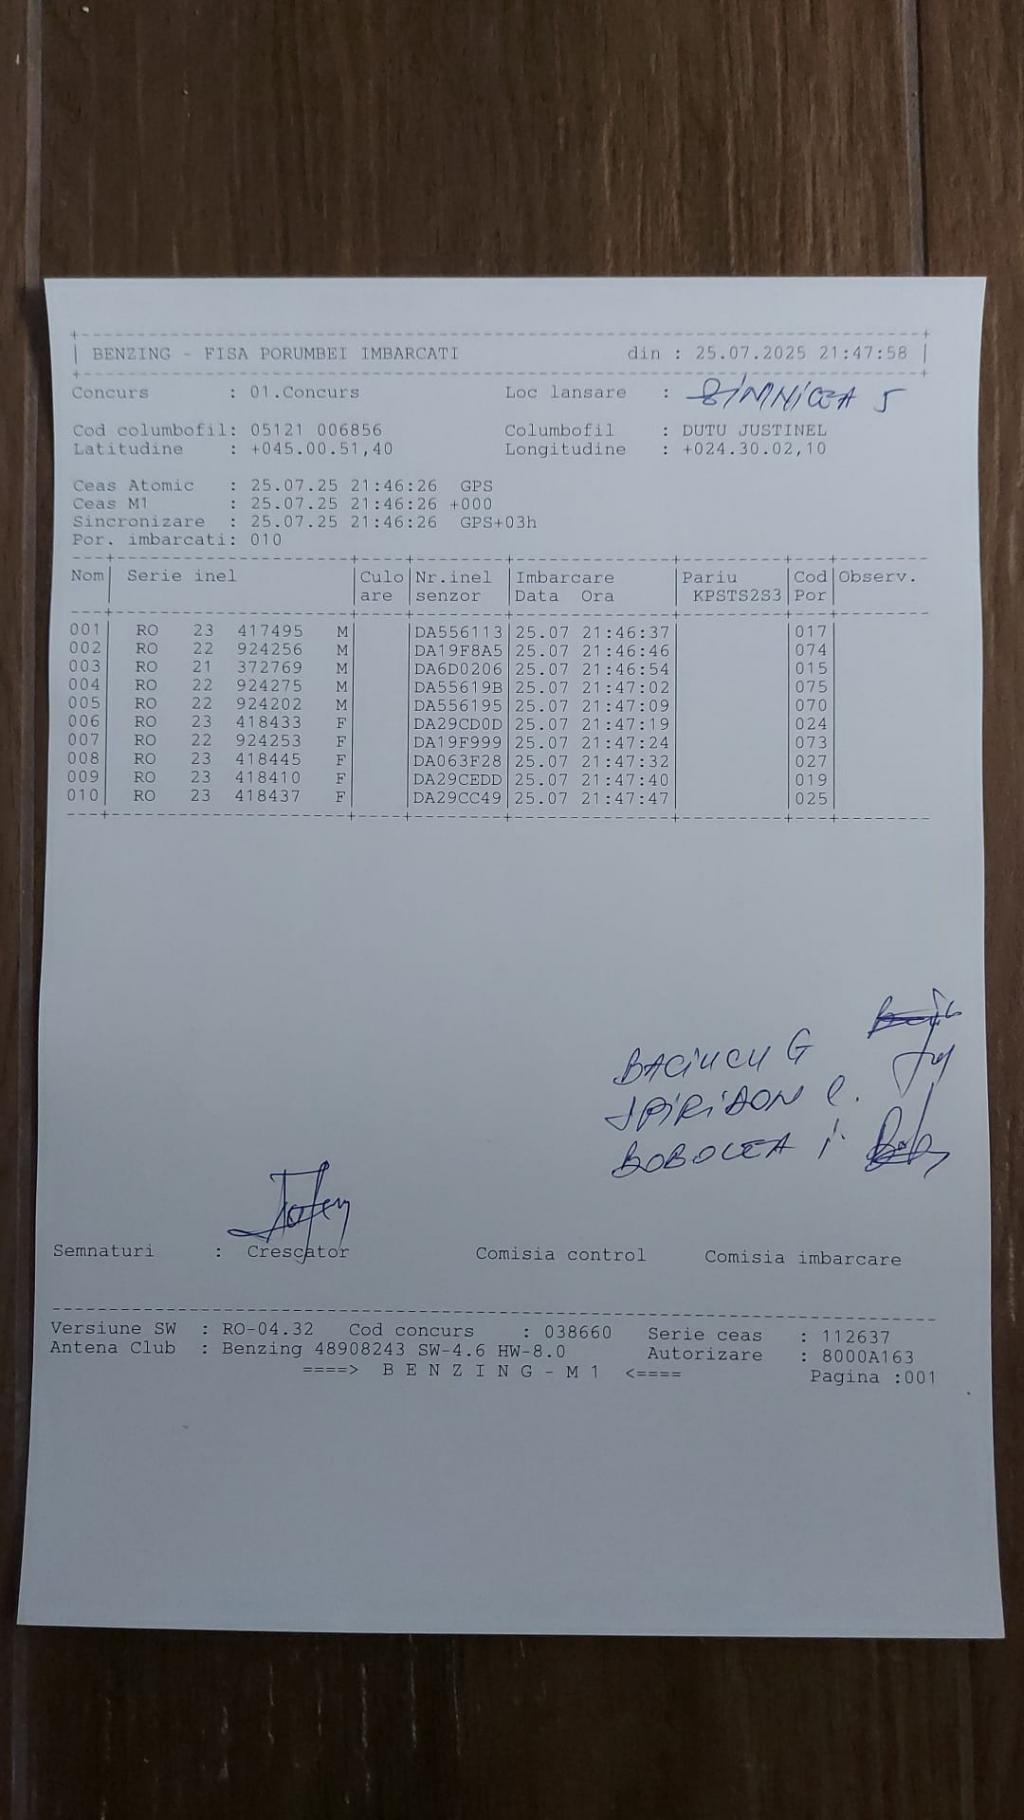 BENZING - FISA PORUMBEI IMBARCATI din : 25.07.2025 21:47:58
Concurs : 01.Concurs Loc lansare : SIMNICEA 5
Cod columbofil: 05121 006856 Columbofil : DUTU JUSTINEL
Latitudine : +045.00.51,40 Longitudine : +024.30.02,10
Ceas Atomic : 25.07.25 21:46:26 GPS
Ceas M1 : 25.07.25 21:46:26 +000
Sincronizare : 25.07.25 21:46:26 GPS+03h
Por. imbarcati: 010
Nom Serie inel Culo Nr.inel Imbarcare Pariu Cod Observ.
are senzor Data Ora KPSTS2S3 Por
001 RO 23 417495 M DA556113 25.07 21:46:37 017
002 RO 22 924256 M DA19F8A5 25.07 21:46:46 074
003 RO 21 372769 M DA6D0206 25.07 21:46:54 015
004 RO 22 924275 M DA55619B 25.07 21:47:02 075
005 RO 22 924202 M DA556195 25.07 21:47:09 070
006 RO 23 418433 F DA29CD0D 25.07 21:47:19 024
007 RO 22 924253 F DA19F999 25.07 21:47:24 073
008 RO 23 418445 F DA063F28 25.07 21:47:32 027
009 RO 23 418410 F DA29CEDD 25.07 21:47:40 019
010 RO 23 418437 F DA29CC49 25.07 21:47:47 025
BACIUCU G
SPIRIDON C.
BOBOCEA I.
Semnaturi : Crescator Comisia control Comisia imbarcare
Versiune SW : RO-04.32 Cod concurs : 038660 Serie ceas : 112637
Antena Club : Benzing 48908243 SW-4.6 HW-8.0 Autorizare : 8000A163
====> B E N Z I N G - M 1 <==== Pagina :001